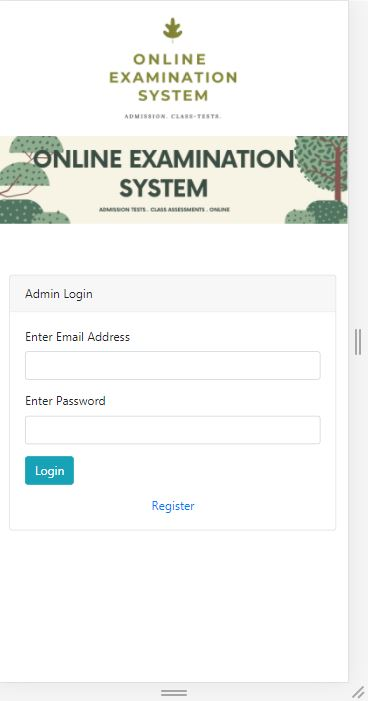 ONLINE
EXAMINATION
SYSTEM
ADMISSION. CLASS-TESTS.
ONLINE EXAMINATION
SYSTEM
ADMISSION TESTS . CLASS ASSESSMENTS . ONLINE
Admin Login
Enter Email Address
Enter Password
Login
Register